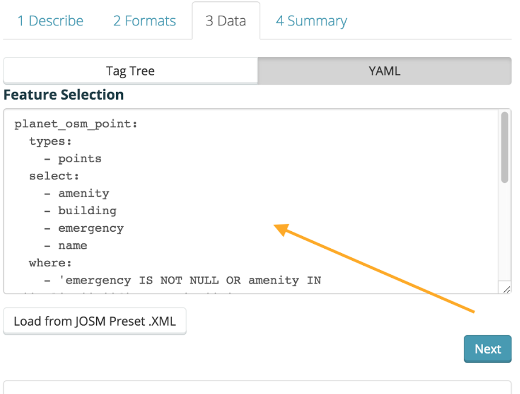 1 Describe 2 Formats 3 Data 4 Summary
Tag Tree YAML
Feature Selection
planet_osm_point:
  types:
    - points
  select:
    - amenity
    - building
    - emergency
    - name
  where:
    - 'emergency IS NOT NULL OR amenity IN
Load from JOSM Preset .XML
Next